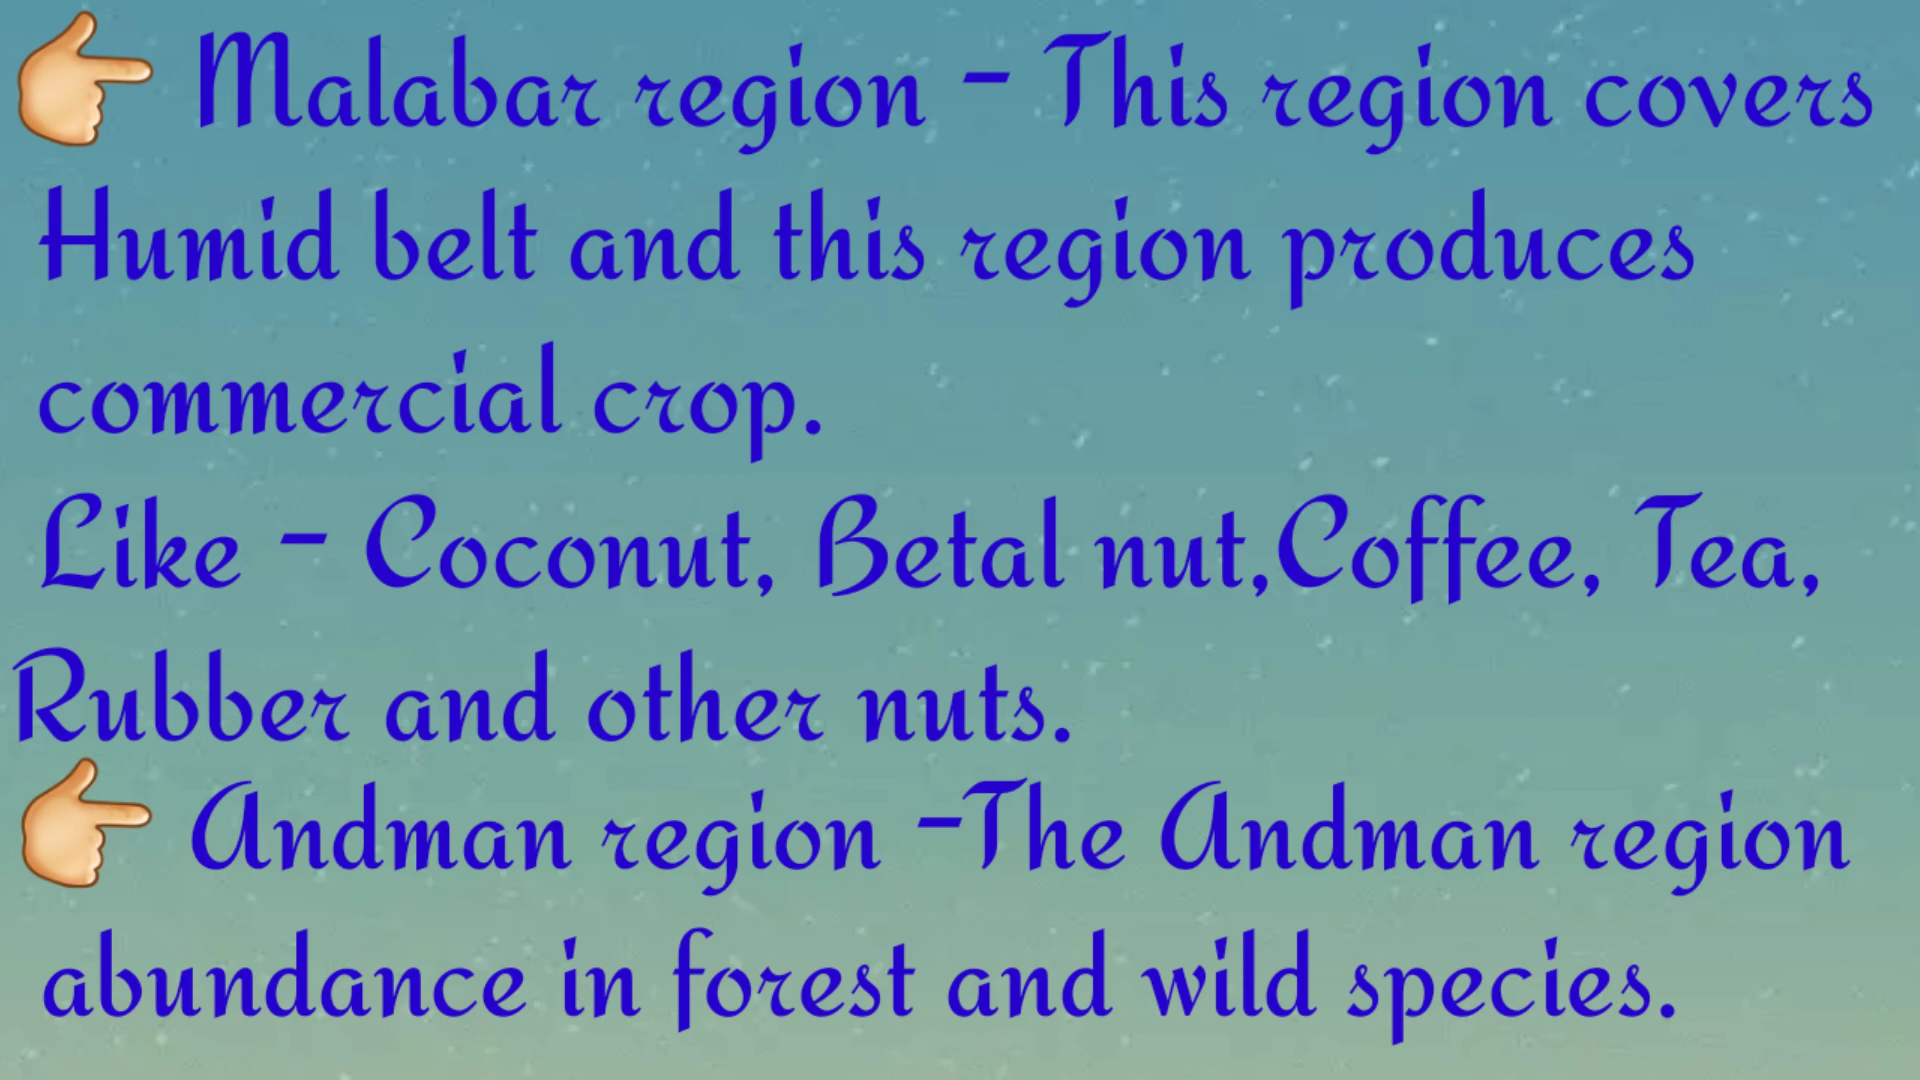 👉 Malabar region - This region covers
Humid belt and this region produces
commercial crop.
Like - Coconut, Betal nut,Coffee, Tea,
Rubber and other nuts.
👉 Andman region -The Andman region
abundance in forest and wild species.